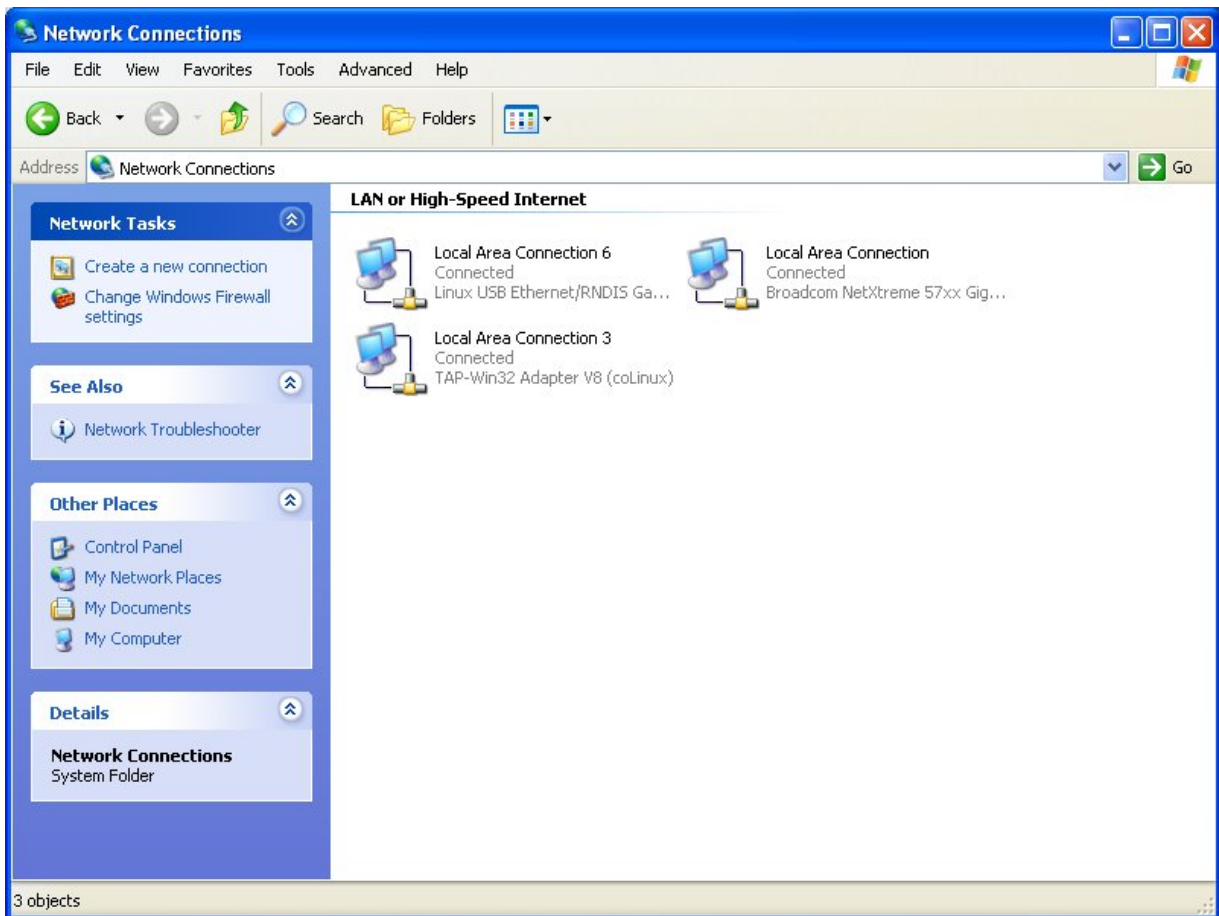 Network Connections
File Edit View Favorites Tools Advanced Help
Back Search Folders
Address Network Connections Go
Network Tasks
Create a new connection
Change Windows Firewall
settings
See Also
Network Troubleshooter
Other Places
Control Panel
My Network Places
My Documents
My Computer
Details
Network Connections
System Folder
LAN or High-Speed Internet
Local Area Connection 6
Connected
Linux USB Ethernet/RNDIS Ga...
Local Area Connection
Connected
Broadcom NetXtreme 57xx Gig...
Local Area Connection 3
Connected
TAP-Win32 Adapter V8 (coLinux)
3 objects